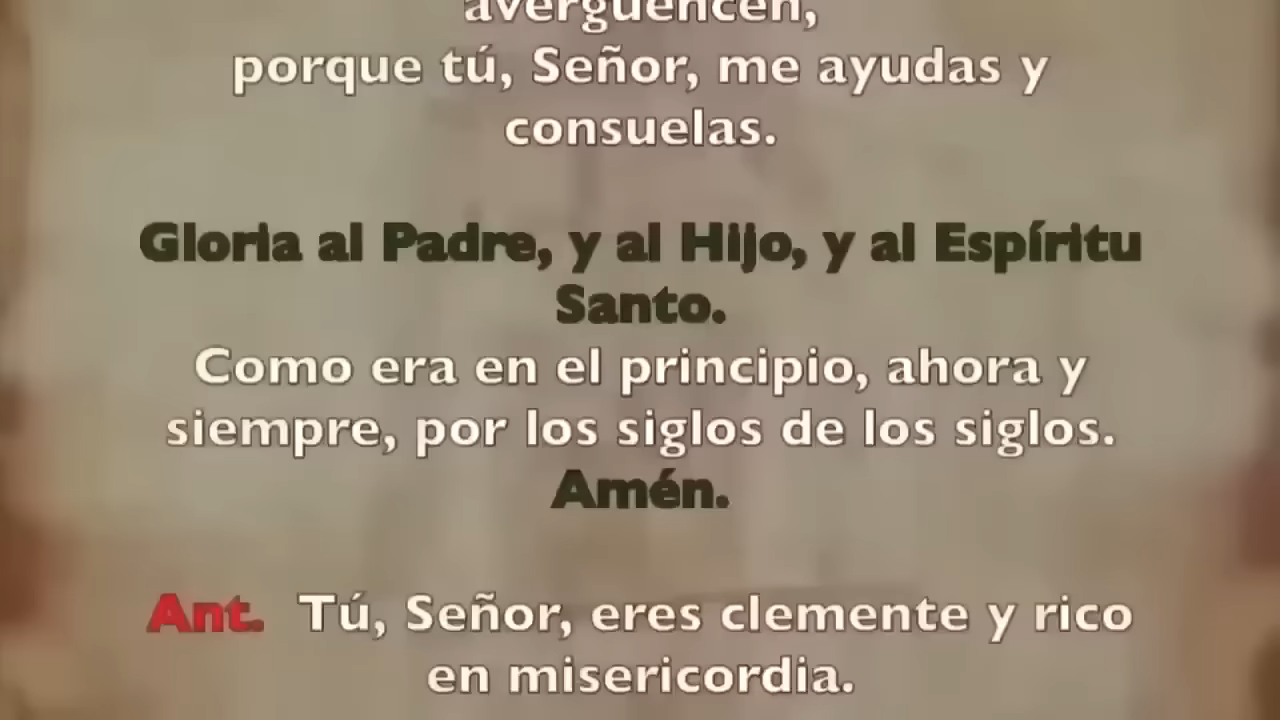 avergüencen,
porque tú, Señor, me ayudas y
consuelas.
Gloria al Padre, y al Hijo, y al Espíritu
Santo.
Como era en el principio, ahora y
siempre, por los siglos de los siglos.
Amén.
Ant. Tú, Señor, eres clemente y rico
en misericordia.